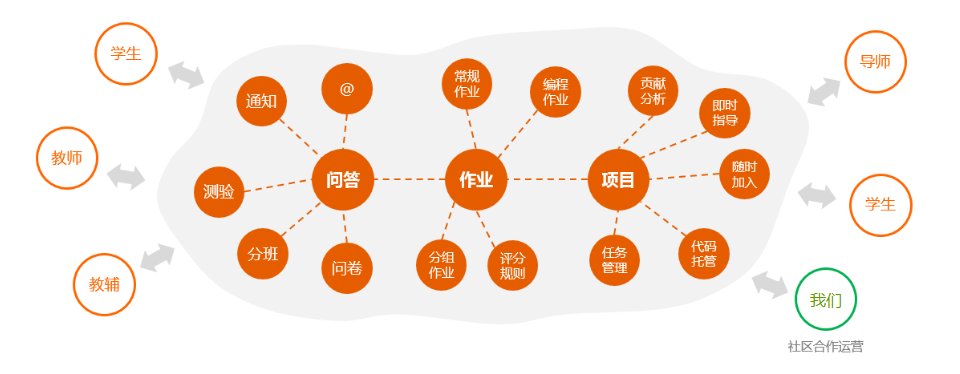 学生
教师
教辅
通知
@
测验
问答
分班
问卷
常规
作业
编程
作业
作业
分组
作业
评分
规则
贡献
分析
即时
指导
随时
加入
项目
任务
管理
代码
托管
导师
学生
我们
社区合作运营